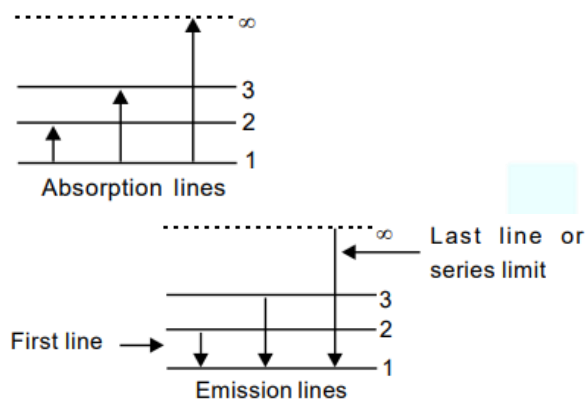 ∞
3
2
1
Absorption lines
∞
Last line or
series limit
3
2
First line
1
Emission lines